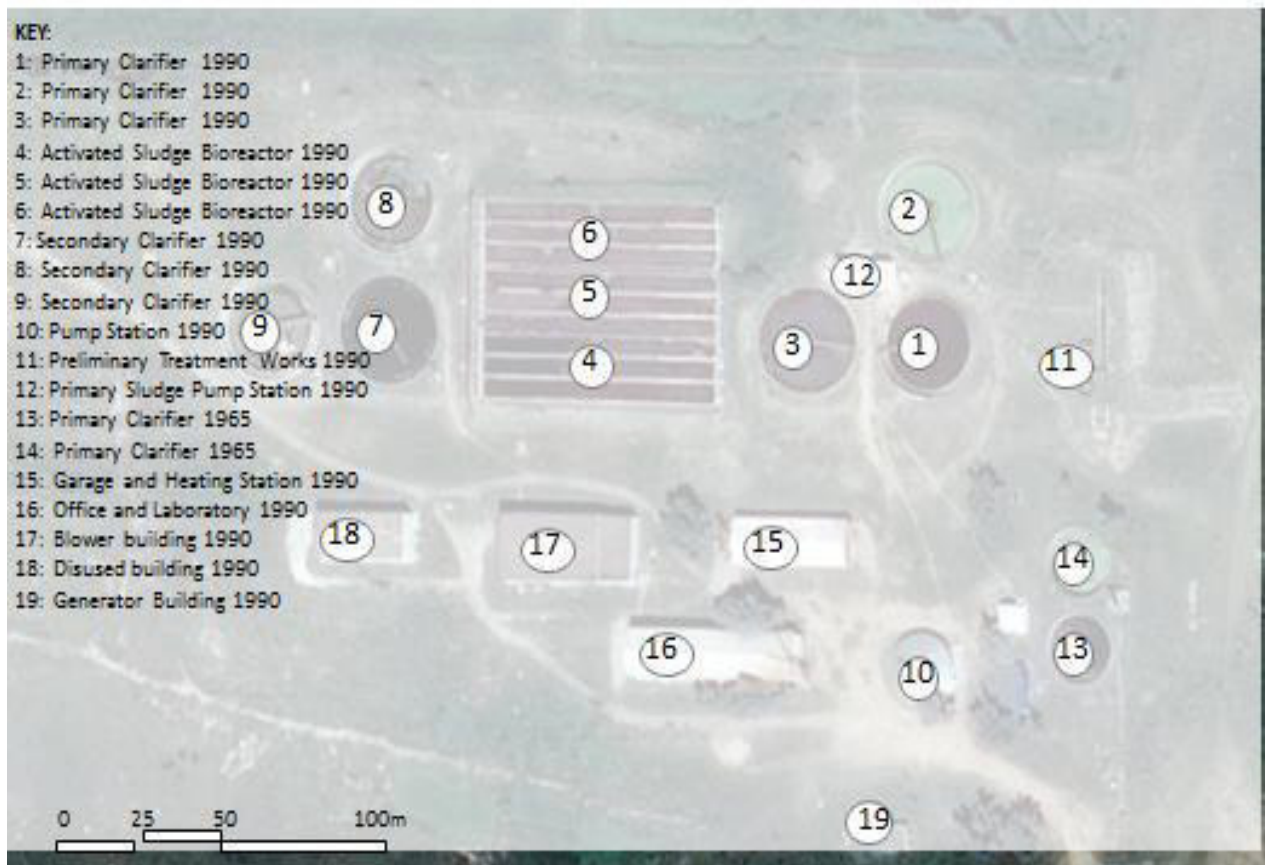 KEY:
1: Primary Clarifier 1990
2: Primary Clarifier 1990
3: Primary Clarifier 1990
4: Activated Sludge Bioreactor 1990
5: Activated Sludge Bioreactor 1990
6: Activated Sludge Bioreactor 1990
7: Secondary Clarifier 1990
8: Secondary Clarifier 1990
9: Secondary Clarifier 1990
10: Pump Station 1990
11: Preliminary Treatment Works 1990
12: Primary Sludge Pump Station 1990
13: Primary Clarifier 1965
14: Primary Clarifier 1965
15: Garage and Heating Station 1990
16: Office and Laboratory 1990
17: Blower building 1990
18: Disused building 1990
19: Generator Building 1990
8
2
6
12
5
9
7
3
1
4
11
18
17
15
14
16
13
10
19
0 25 50 100m